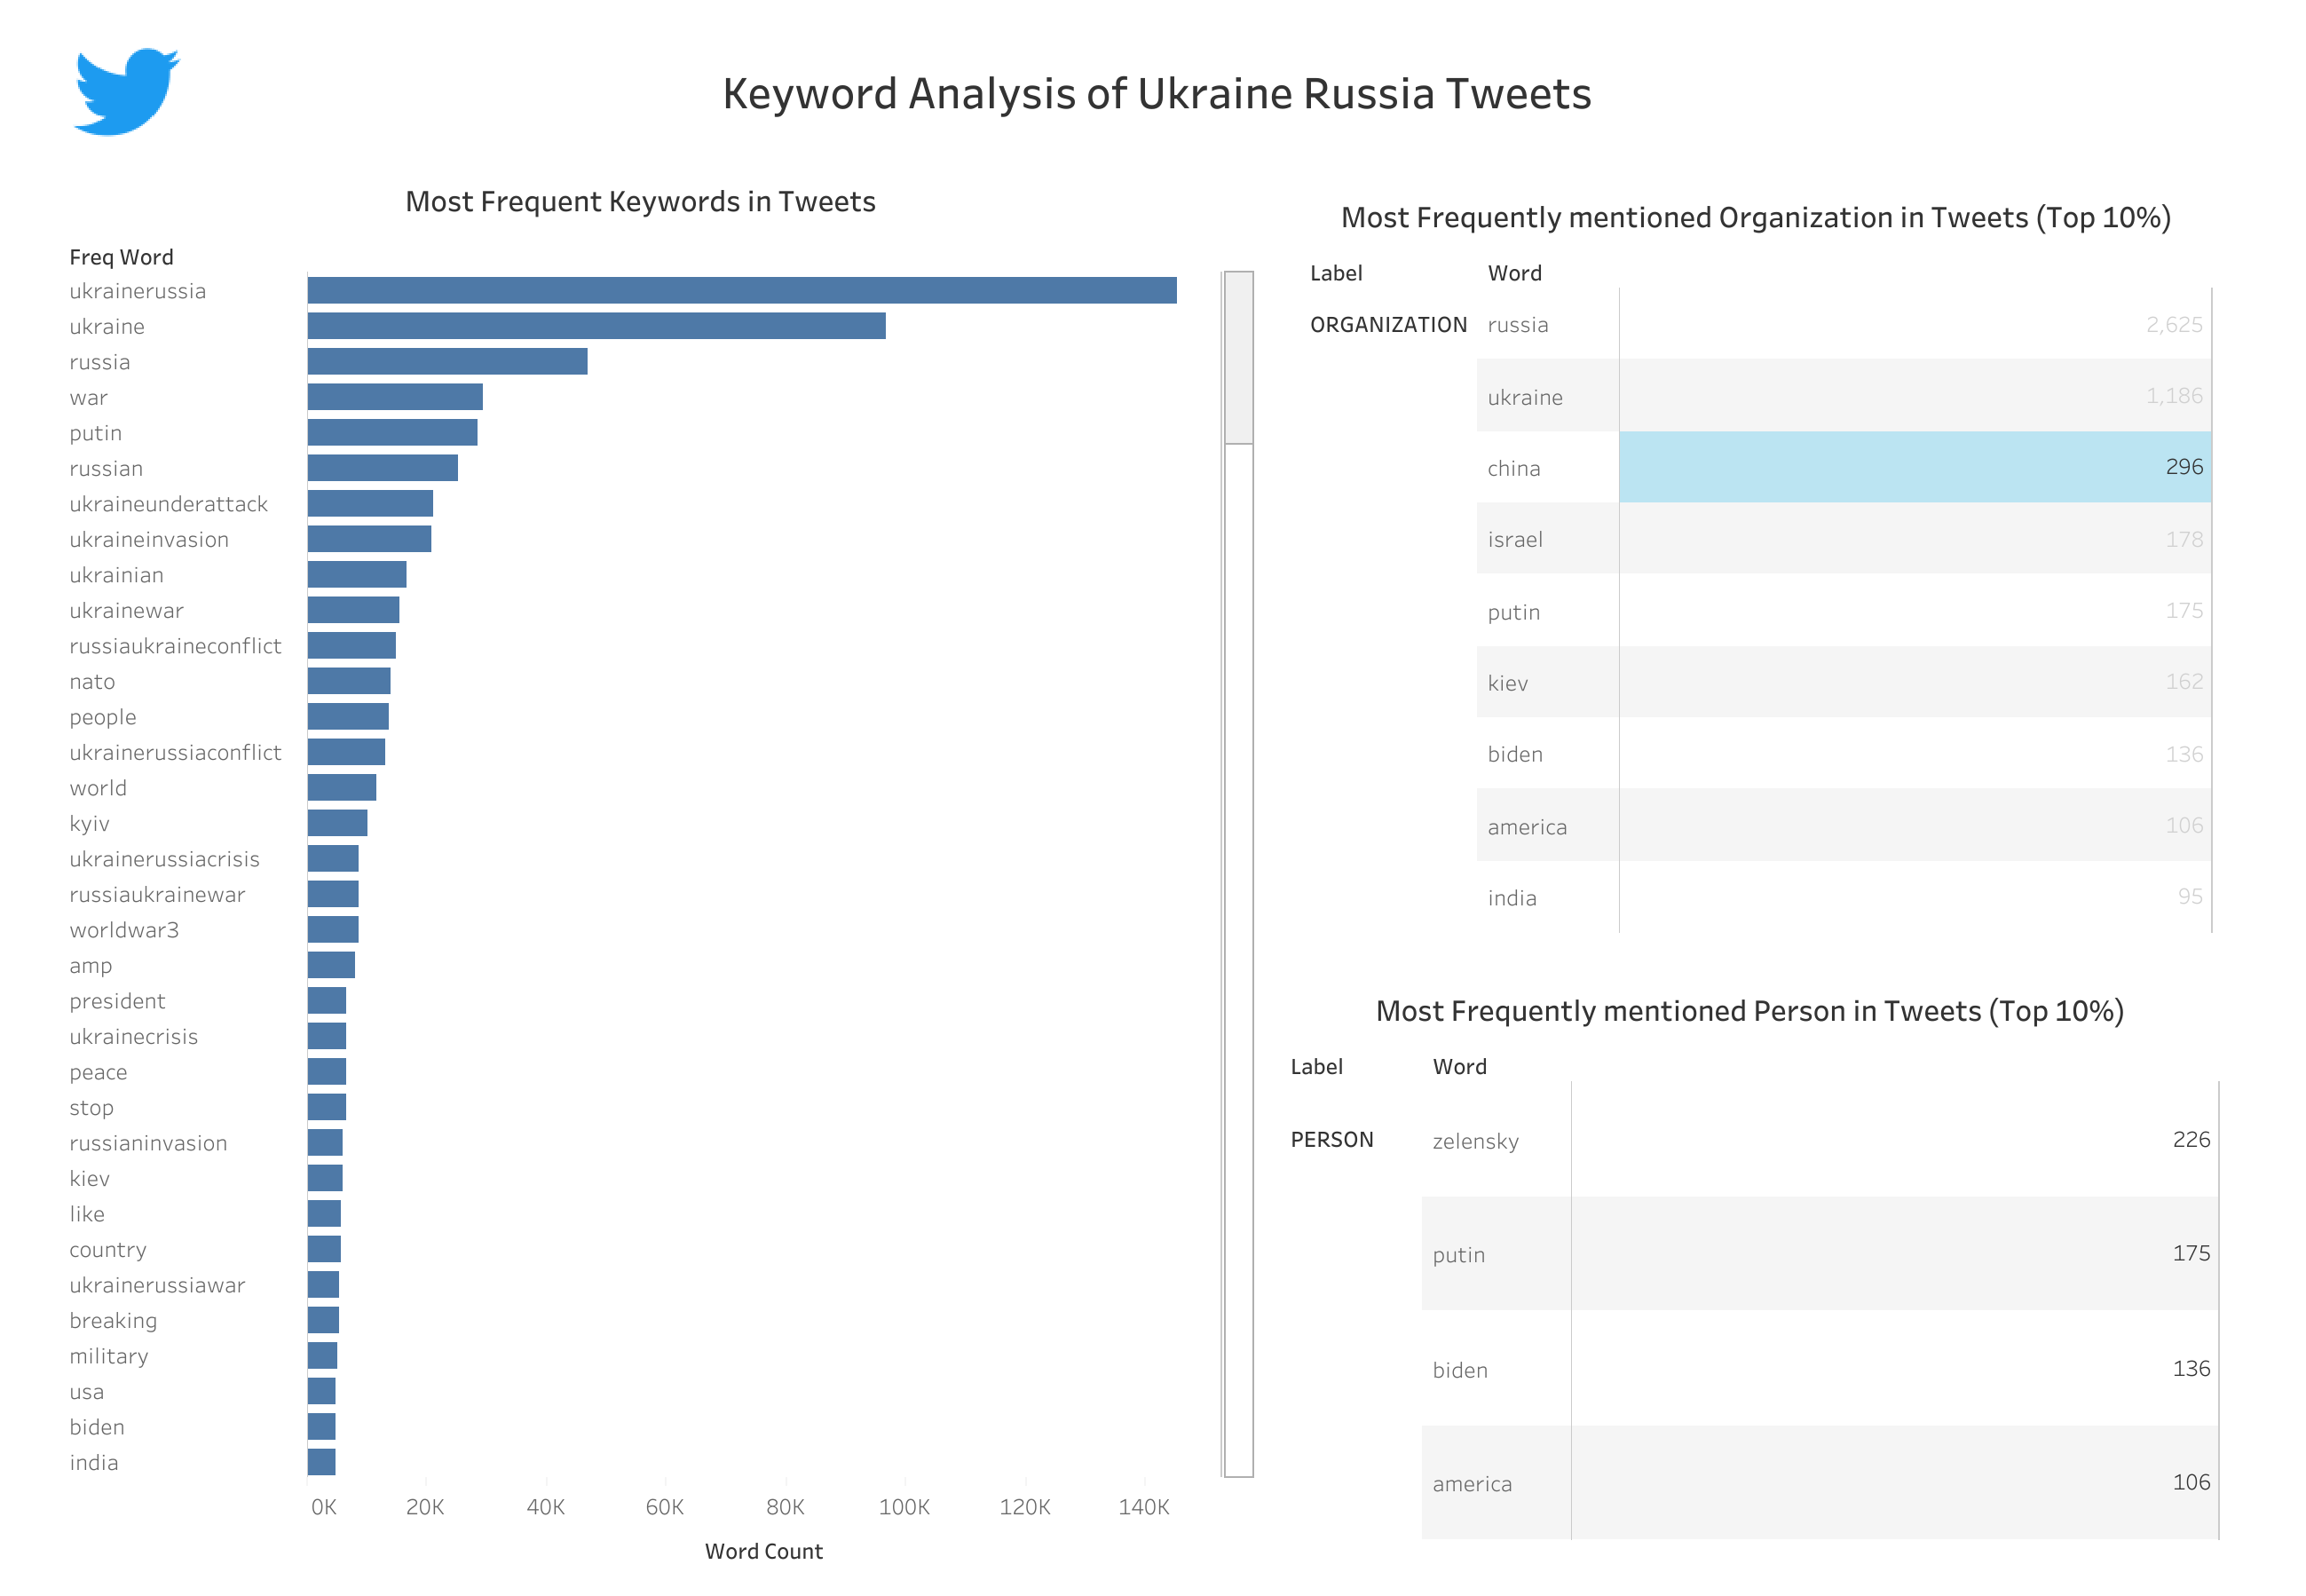 Keyword Analysis of Ukraine Russia Tweets
Most Frequent Keywords in Tweets
Freq Word
ukrainerussia
ukraine
russia
war
putin
russian
ukraineunderattack
ukraineinvasion
ukrainian
ukrainewar
russiaukraineconflict
nato
people
ukrainerussiaconflict
world
kyiv
ukrainerussiacrisis
russiaukrainewar
worldwar3
amp
president
ukrainecrisis
peace
stop
russianinvasion
kiev
like
country
ukrainerussiawar
breaking
military
usa
biden
india
0K 20K 40K 60K 80K 100K 120K 140K
Word Count
Most Frequently mentioned Organization in Tweets (Top 10%)
Label Word
ORGANIZATION russia 2,625
ukraine 1,186
china 296
israel 178
putin 175
kiev 162
biden 136
america 106
india 95
Most Frequently mentioned Person in Tweets (Top 10%)
Label Word
PERSON zelensky 226
putin 175
biden 136
america 106